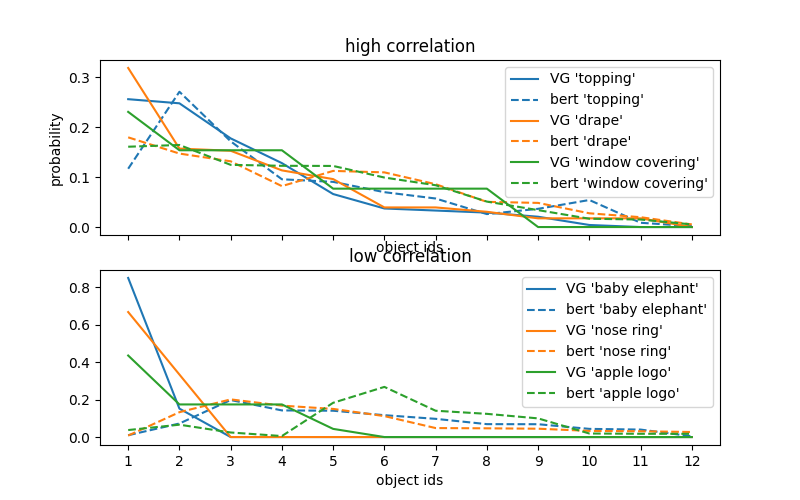 high correlation
0.3
0.2
0.1
0.0
probability
VG 'topping'
bert 'topping'
VG 'drape'
bert 'drape'
VG 'window covering'
bert 'window covering'
object ids
low correlation
0.8
0.6
0.4
0.2
0.0
VG 'baby elephant'
bert 'baby elephant'
VG 'nose ring'
bert 'nose ring'
VG 'apple logo'
bert 'apple logo'
1 2 3 4 5 6 7 8 9 10 11 12
object ids